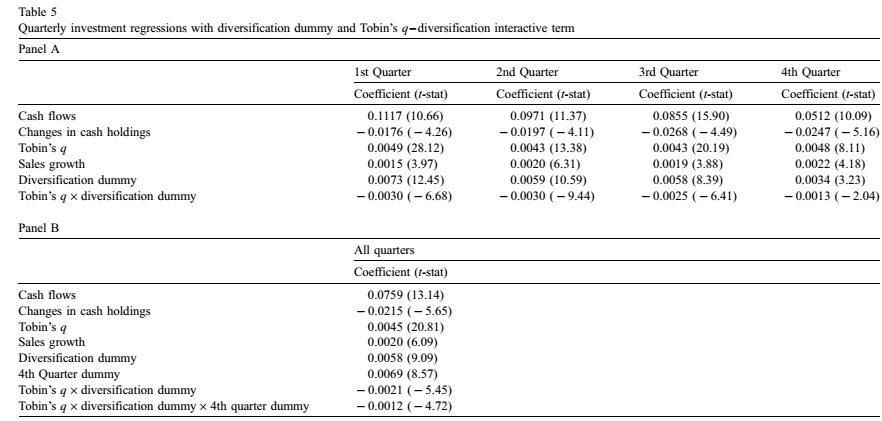 Table 5
Quarterly investment regressions with diversification dummy and Tobin's q–diversification interactive term
Panel A
1st Quarter 2nd Quarter 3rd Quarter 4th Quarter
Coefficient (t-stat) Coefficient (t-stat) Coefficient (t-stat) Coefficient (t-stat)
Cash flows 0.1117 (10.66) 0.0971 (11.37) 0.0855 (15.90) 0.0512 (10.09)
Changes in cash holdings − 0.0176 ( − 4.26) − 0.0197 ( − 4.11) − 0.0268 ( − 4.49) − 0.0247 ( − 5.16)
Tobin's q 0.0049 (28.12) 0.0043 (13.38) 0.0043 (20.19) 0.0048 (8.11)
Sales growth 0.0015 (3.97) 0.0020 (6.31) 0.0019 (3.88) 0.0022 (4.18)
Diversification dummy 0.0073 (12.45) 0.0059 (10.59) 0.0058 (8.39) 0.0034 (3.23)
Tobin's q × diversification dummy − 0.0030 ( − 6.68) − 0.0030 ( − 9.44) − 0.0025 ( − 6.41) − 0.0013 ( − 2.04)
Panel B
All quarters
Coefficient (t-stat)
Cash flows 0.0759 (13.14)
Changes in cash holdings − 0.0215 ( − 5.65)
Tobin's q 0.0045 (20.81)
Sales growth 0.0020 (6.09)
Diversification dummy 0.0058 (9.09)
4th Quarter dummy 0.0069 (8.57)
Tobin's q × diversification dummy − 0.0021 ( − 5.45)
Tobin's q × diversification dummy × 4th quarter dummy − 0.0012 ( − 4.72)